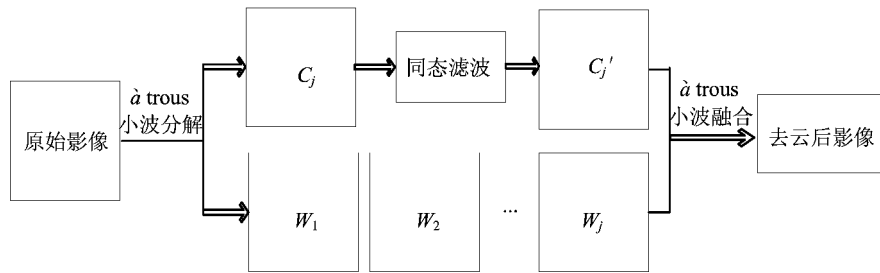 原始影像
à trous
小波分解
C_j
同态滤波
C_j'
W_1
W_2
...
W_j
à trous
小波融合
去云后影像